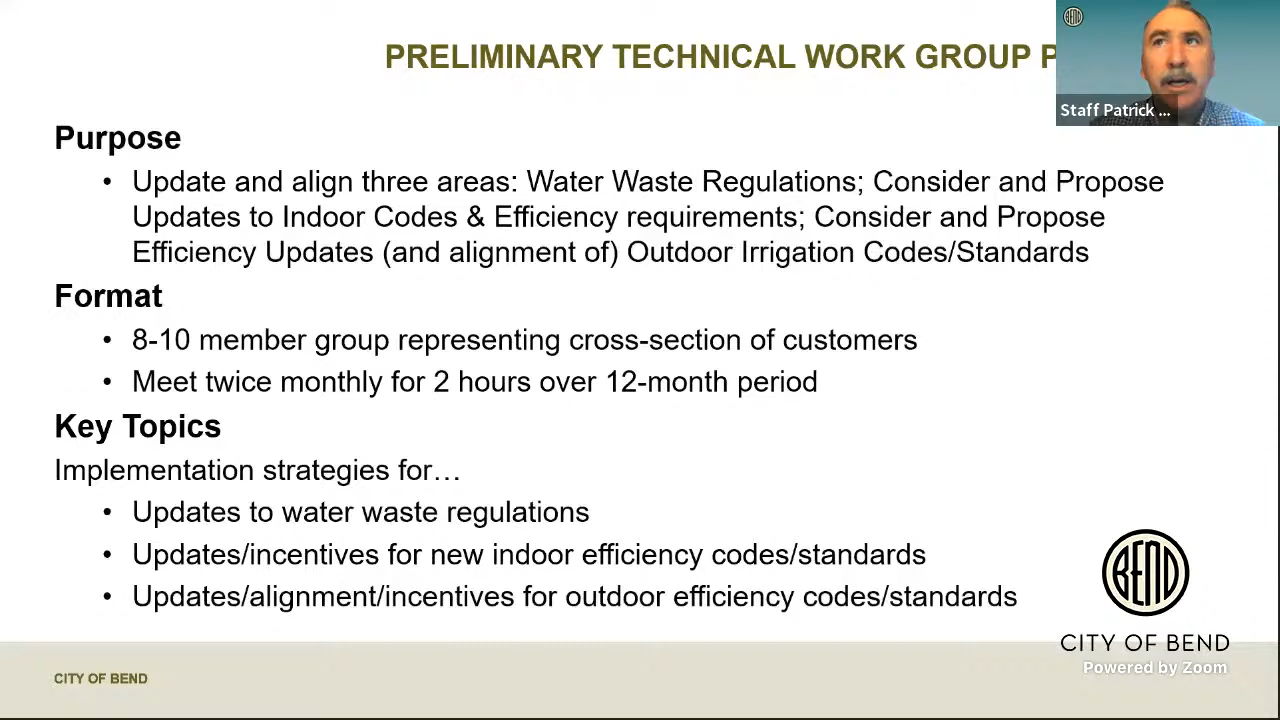 PRELIMINARY TECHNICAL WORK GROUP
BEND
Staff Patrick ...
Purpose
• Update and align three areas: Water Waste Regulations; Consider and Propose
Updates to Indoor Codes & Efficiency requirements; Consider and Propose
Efficiency Updates (and alignment of) Outdoor Irrigation Codes/Standards
Format
• 8-10 member group representing cross-section of customers
• Meet twice monthly for 2 hours over 12-month period
Key Topics
Implementation strategies for…
• Updates to water waste regulations
• Updates/incentives for new indoor efficiency codes/standards
• Updates/alignment/incentives for outdoor efficiency codes/standards
BEND
CITY OF BEND
Powered by Zoom
CITY OF BEND